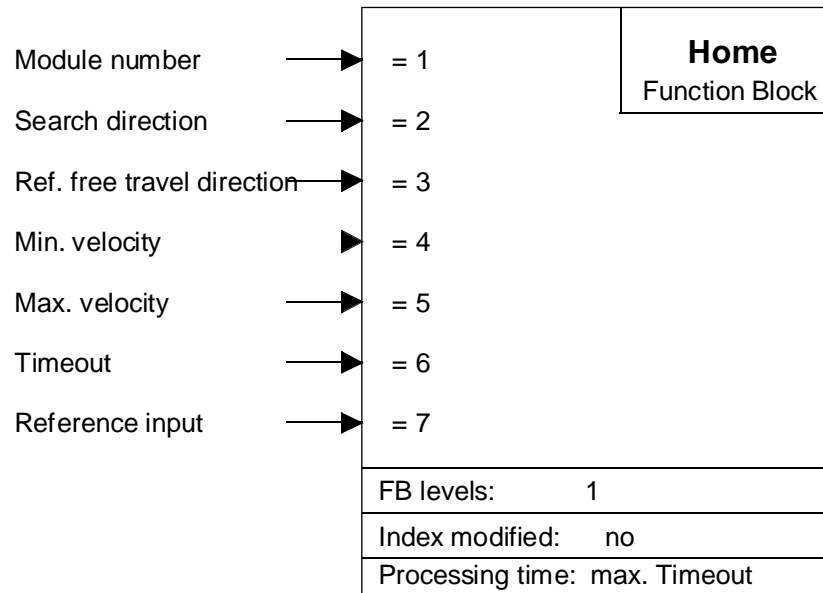 Module number = 1 Home
Function Block
Search direction = 2
Ref. free travel direction = 3
Min. velocity = 4
Max. velocity = 5
Timeout = 6
Reference input = 7
FB levels: 1
Index modified: no
Processing time: max. Timeout